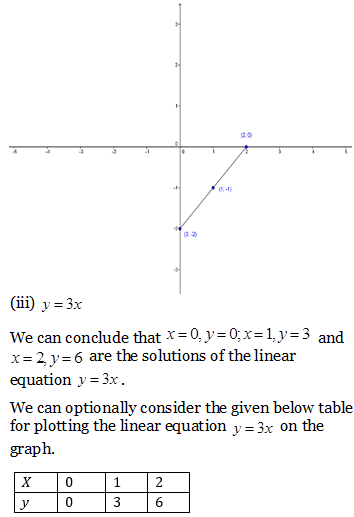 3
2
1
0
-5 -4 -3 -2 -1 0 1 2 3 4 5
(2, 0)
-1
(1, -1)
-2
(0, -2)
-3
(iii) y = 3x
We can conclude that x = 0, y = 0; x = 1, y = 3 and
x = 2, y = 6 are the solutions of the linear
equation y = 3x.
We can optionally consider the given below table
for plotting the linear equation y = 3x on the
graph.
X 0 1 2
y 0 3 6